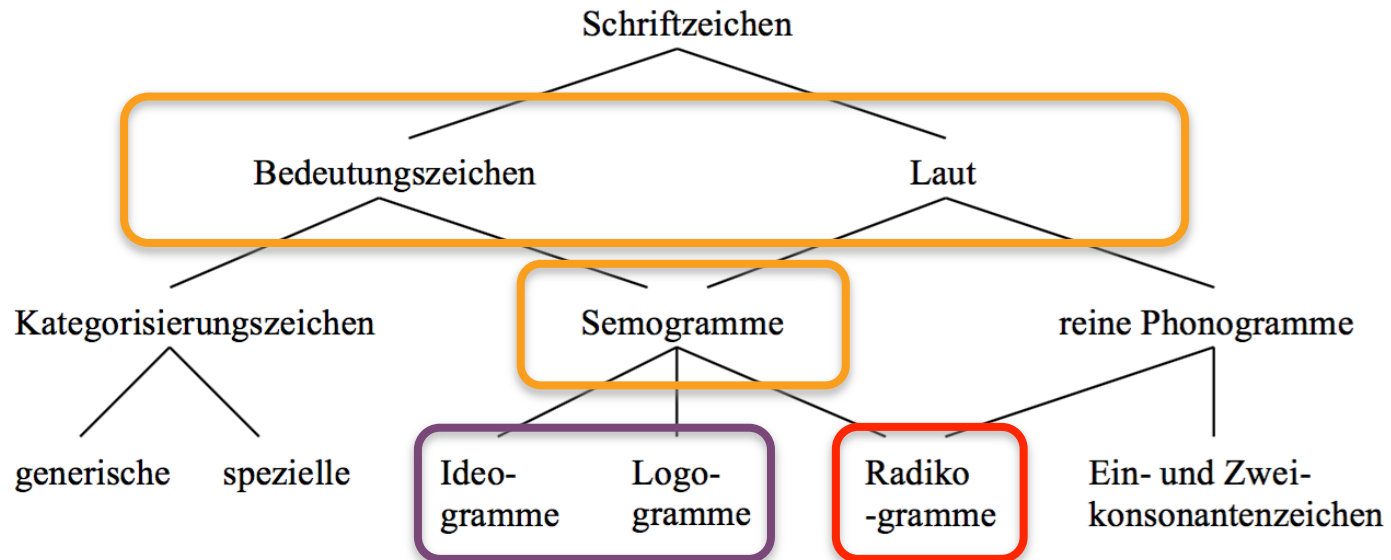 Schriftzeichen
Bedeutungszeichen Laut
Kategorisierungszeichen Semogramme reine Phonogramme
generische spezielle Ideo- Logo- Radiko Ein- und Zwei-
gramme gramme -gramme konsonantenzeichen